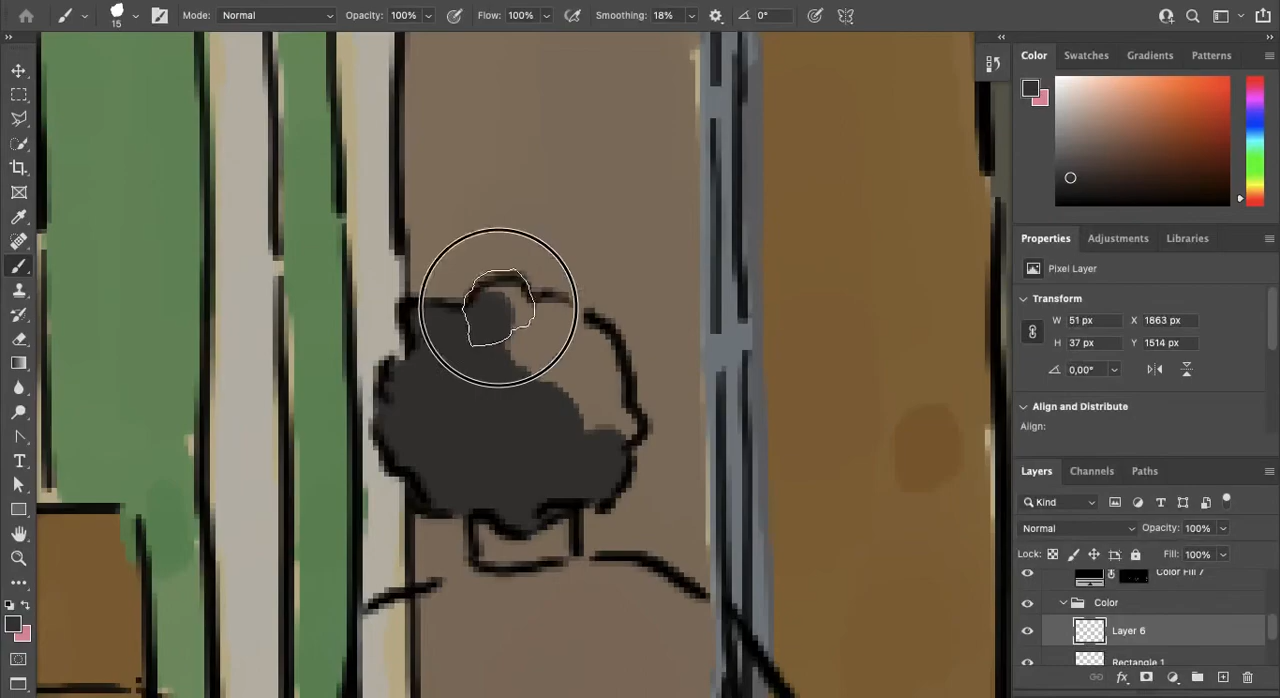 15 Mode: Normal Opacity: 100% Flow: 100% Smoothing: 18% 0°
Color Swatches Gradients Patterns
Properties Adjustments Libraries
Pixel Layer
Transform
W 51 px X 1863 px
H 37 px Y 1514 px
0,00°
Align and Distribute
Align:
Layers Channels Paths
Kind
Normal Opacity: 100%
Lock: Fill: 100%
Color Fill 7
Color
Layer 6
Rectangle 1